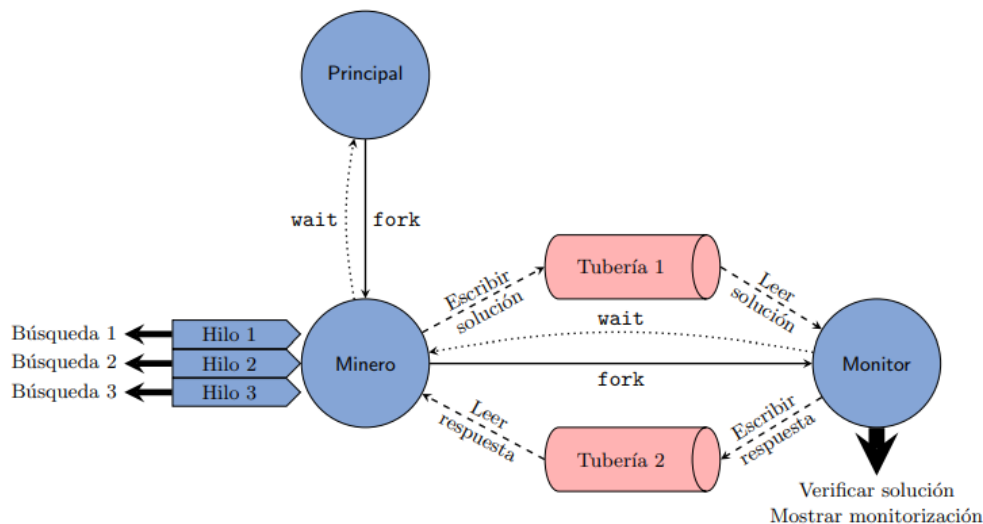 Principal
wait
fork
Escribir
solución
Tubería 1
Leer
solución
wait
Búsqueda 1
Hilo 1
Búsqueda 2
Hilo 2
Búsqueda 3
Hilo 3
Minero
fork
Monitor
Leer
respuesta
Tubería 2
Escribir
respuesta
Verificar solución
Mostrar monitorización